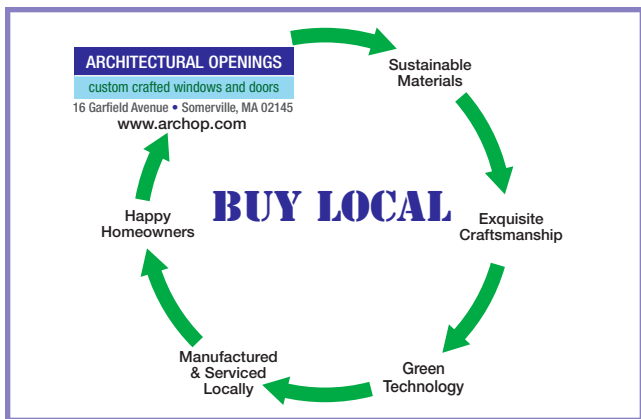 ARCHITECTURAL OPENINGS
custom crafted windows and doors
16 Garfield Avenue • Somerville, MA 02145
www.archop.com
Sustainable
Materials
Exquisite
Craftsmanship
Green
Technology
Manufactured
& Serviced
Locally
Happy
Homeowners
BUY LOCAL